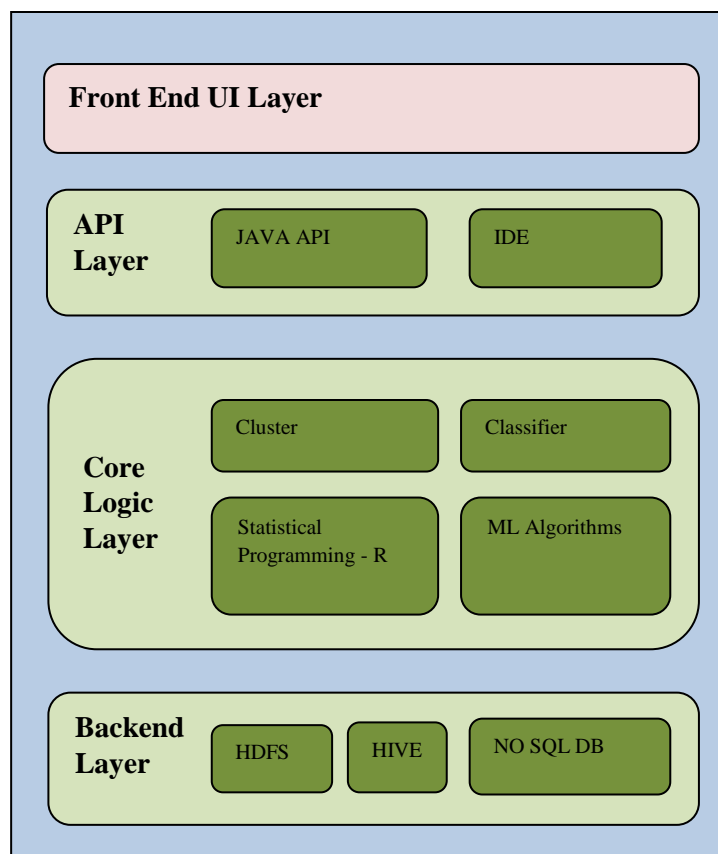 Front End UI Layer
API
Layer
JAVA API
IDE
Core
Logic
Layer
Cluster
Classifier
Statistical
Programming - R
ML Algorithms
Backend
Layer
HDFS
HIVE
NO SQL DB